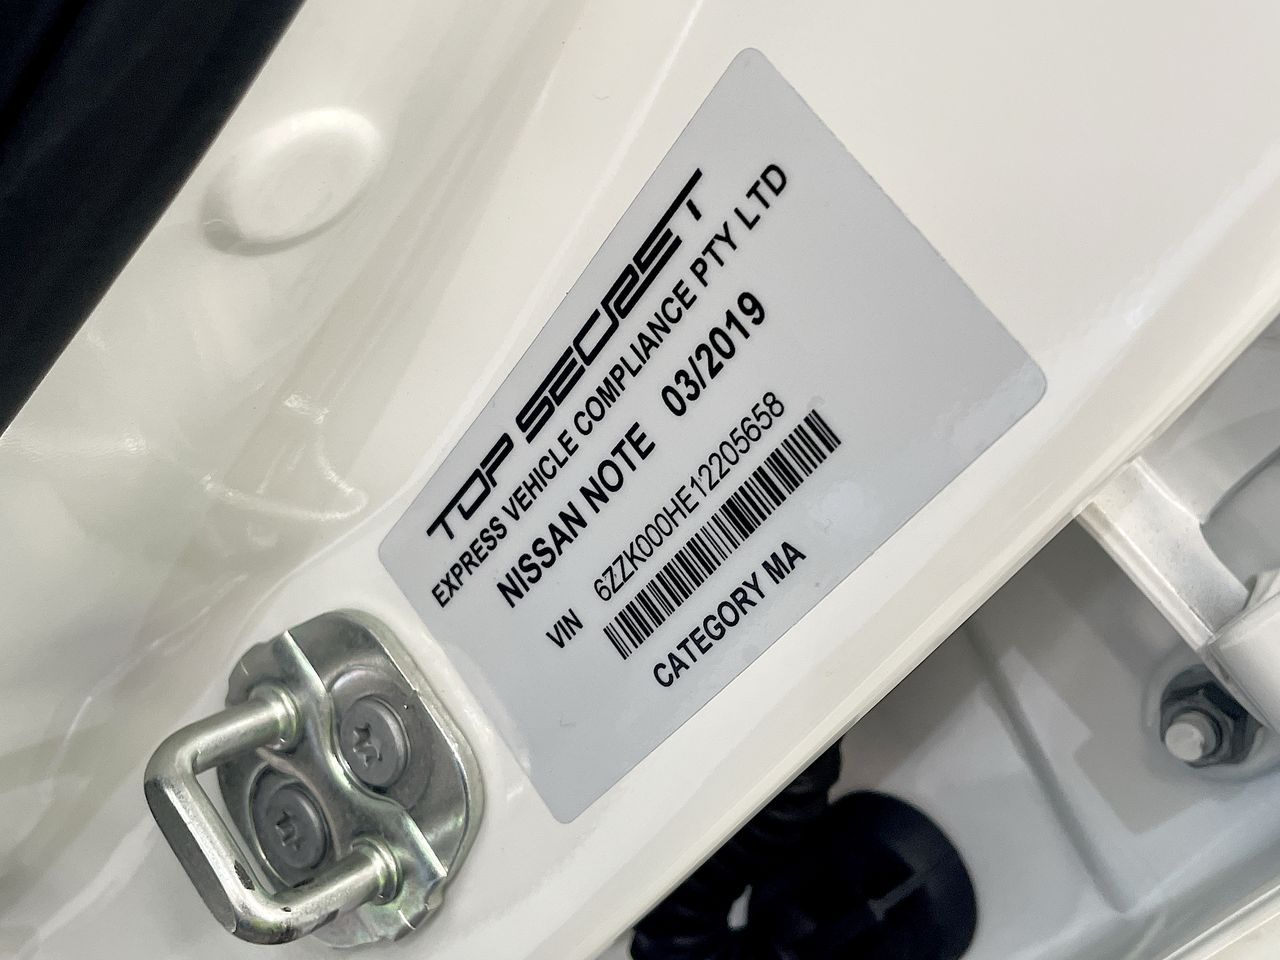 TOP SECRET
EXPRESS VEHICLE COMPLIANCE PTY LTD
NISSAN NOTE 03/2019
VIN 6ZZK000HE12205658
CATEGORY MA